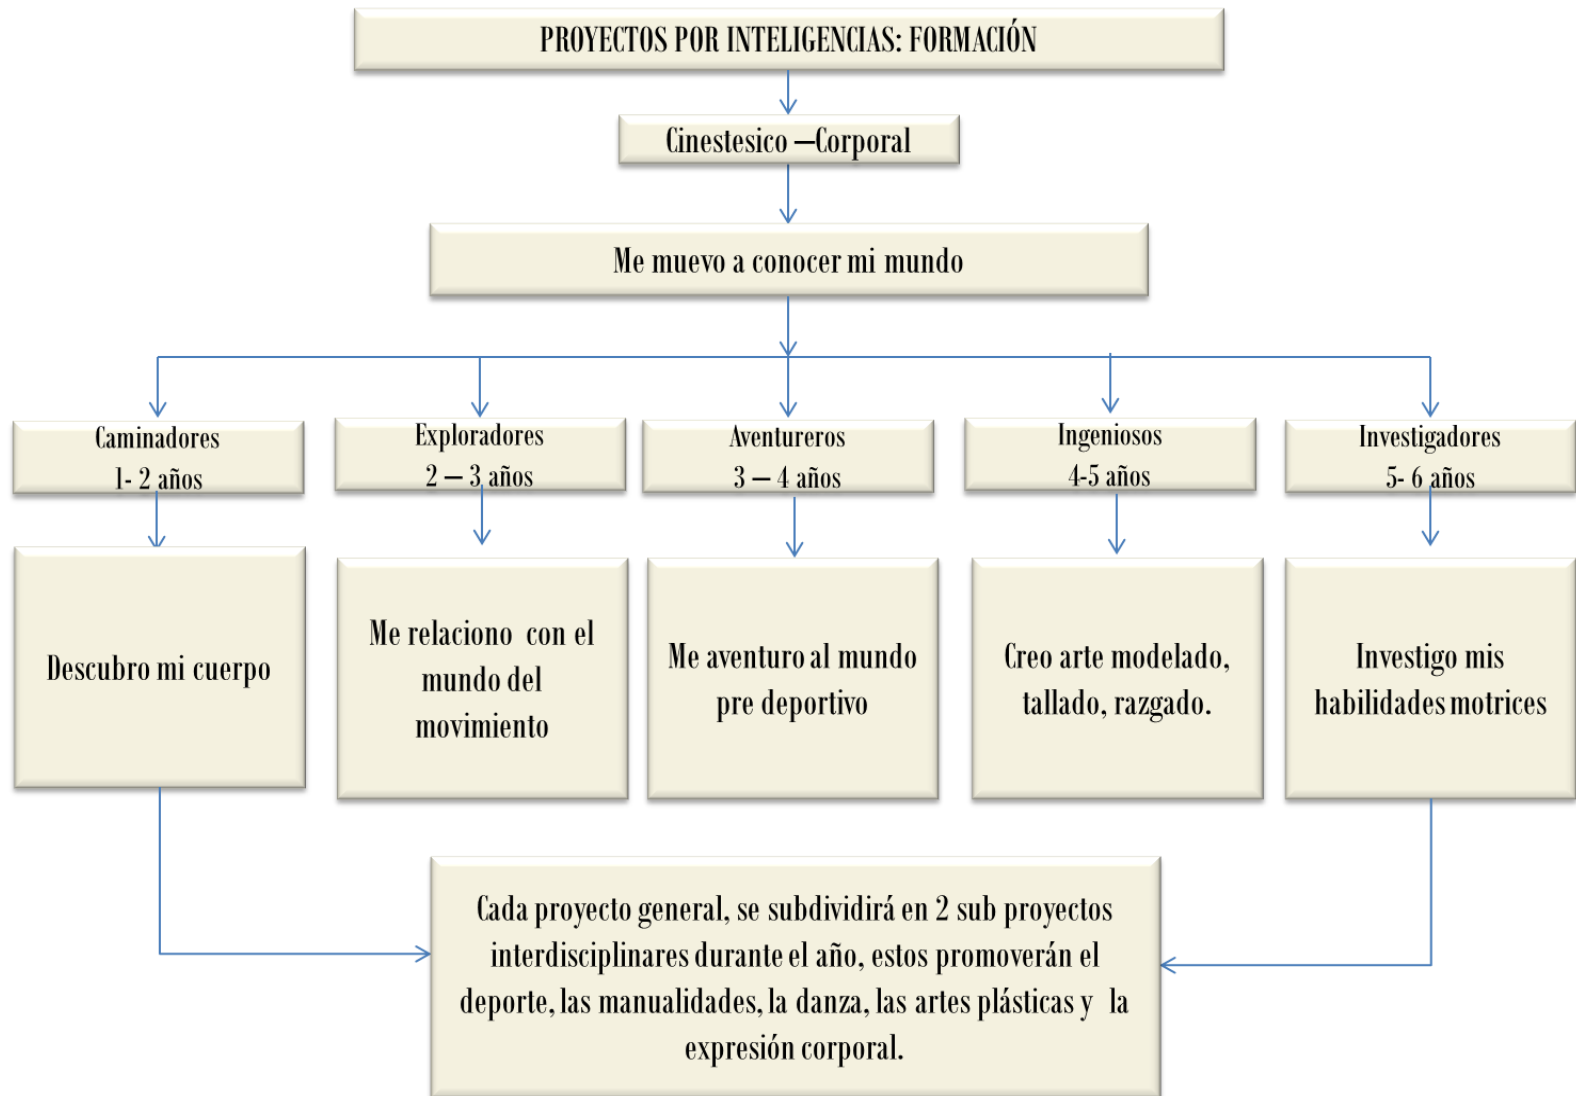 PROYECTOS POR INTELIGENCIAS: FORMACIÓN
Cinestesico –Corporal
Me muevo a conocer mi mundo
Caminadores
1- 2 años
Exploradores
2 – 3 años
Aventureros
3 – 4 años
Ingeniosos
4-5 años
Investigadores
5- 6 años
Descubro mi cuerpo
Me relaciono con el
mundo del
movimiento
Me aventuro al mundo
pre deportivo
Creo arte modelado,
tallado, razgado.
Investigo mis
habilidades motrices
Cada proyecto general, se subdividirá en 2 sub proyectos
interdisciplinares durante el año, estos promoverán el
deporte, las manualidades, la danza, las artes plásticas y la
expresión corporal.